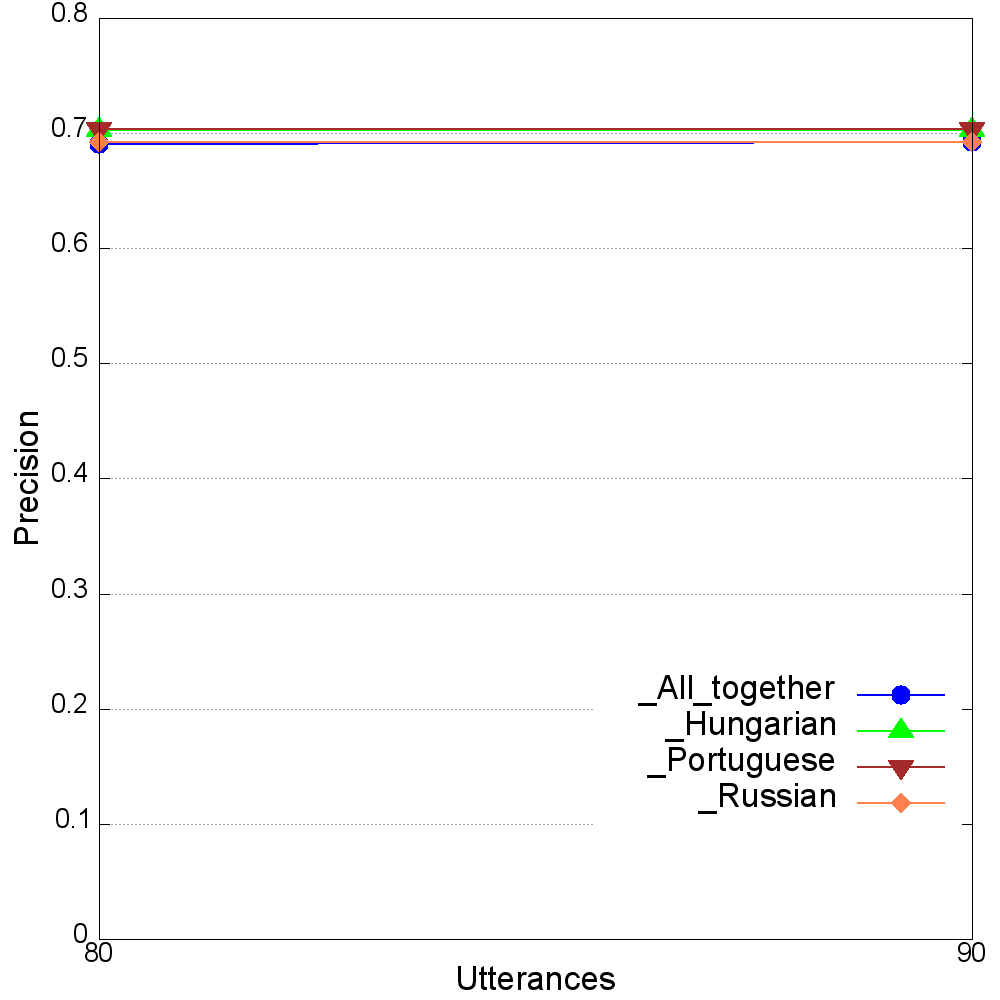 0.8
0.7
0.6
0.5
0.4
0.3
0.2
0.1
0
Precision
80
90
Utterances
_All_together
_Hungarian
_Portuguese
_Russian